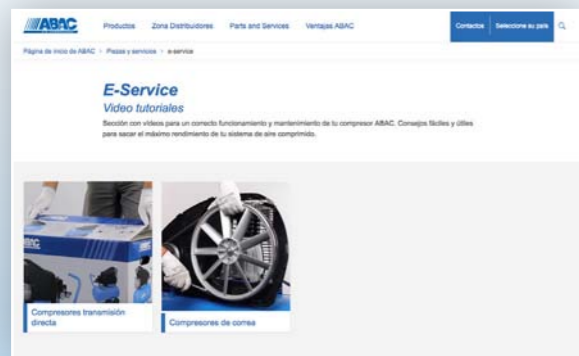 ABAC
Productos Zona Distribuidores Parts and Services Ventajas ABAC Contactos Seleccione su país
Página de inicio de ABAC > Piezas y servicios > e-service
E-Service
Video tutoriales
Sección con vídeos para un correcto funcionamiento y mantenimiento de tu compresor ABAC. Consejos fáciles y útiles
para sacar el máximo rendimiento de tu sistema de aire comprimido.
ABAC
Compresores transmisión
directa
Compresores de correa